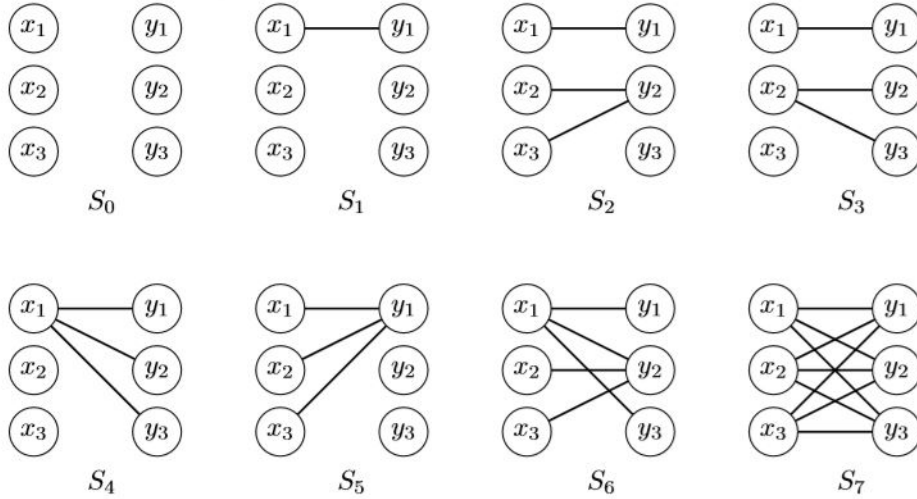 x₁ y₁ x₁ y₁ x₁ y₁ x₁ y₁
x₂ y₂ x₂ y₂ x₂ y₂ x₂ y₂
x₃ y₃ x₃ y₃ x₃ y₃ x₃ y₃
S₀ S₁ S₂ S₃
x₁ y₁ x₁ y₁ x₁ y₁ x₁ y₁
x₂ y₂ x₂ y₂ x₂ y₂ x₂ y₂
x₃ y₃ x₃ y₃ x₃ y₃ x₃ y₃
S₄ S₅ S₆ S₇